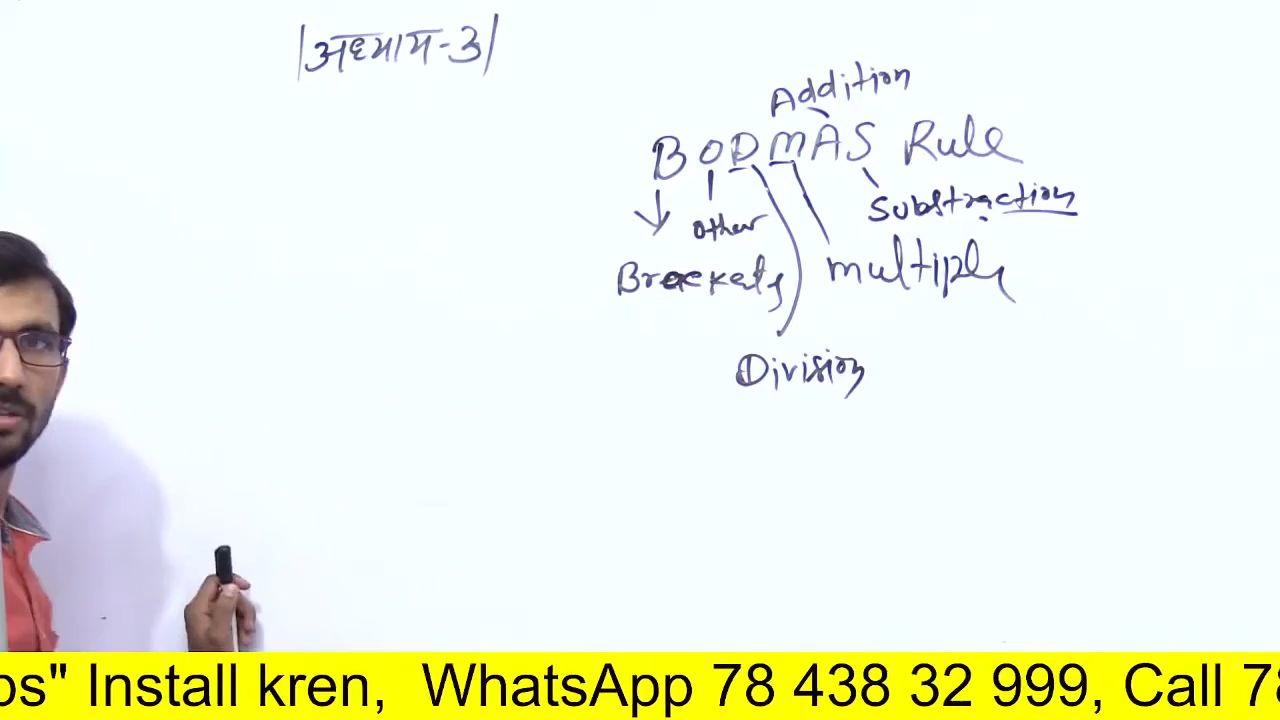 |अध्याय-3|
Addition
BODMAS Rule
Substraction
other
Brackets
multiply
Division
os" Install kren, WhatsApp 78 438 32 999, Call 78